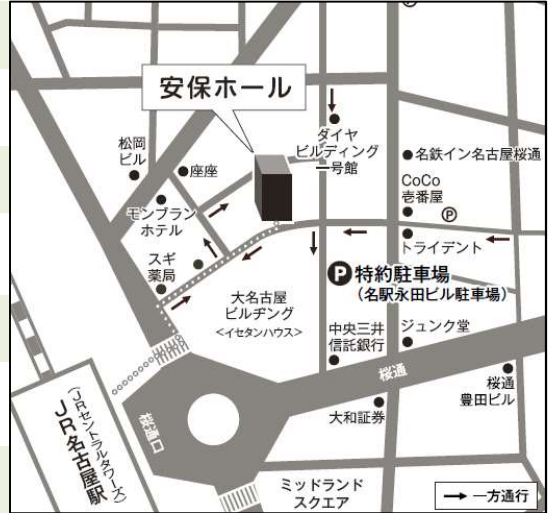 安保ホール
松岡
ビル
座座
ダイヤ
ビルディング
一号館
名鉄イン名古屋桜通
CoCo
壱番屋
P
モンブラン
ホテル
トライデント
スギ
薬局
P 特約駐車場
(名駅永田ビル駐車場)
大名古屋
ビルヂング
<イセタンハウス>
中央三井
信託銀行
ジュンク堂
桜通
桜通
豊田ビル
大和証券
桜通口
JR名古屋駅
(JRセントラルタワーズ)
ミッドランド
スクエア
→ 一方通行